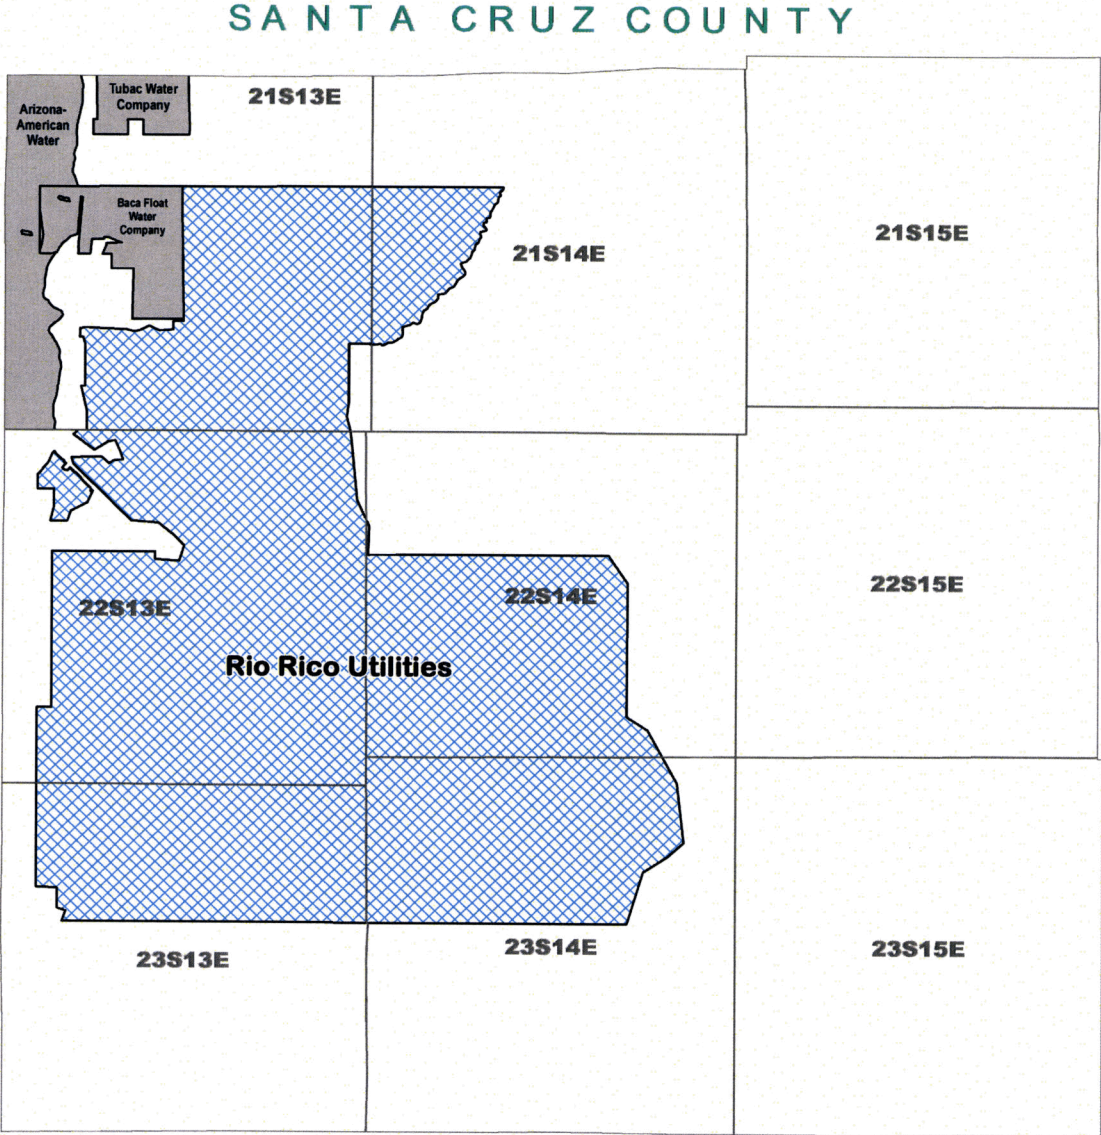 SANTA CRUZ COUNTY
Tubac Water
Company
21S13E
Arizona-
American
Water
Baca Float
Water
Company
21S14E
21S15E
22S13E
22S14E
22S15E
Rio Rico Utilities
23S13E
23S14E
23S15E